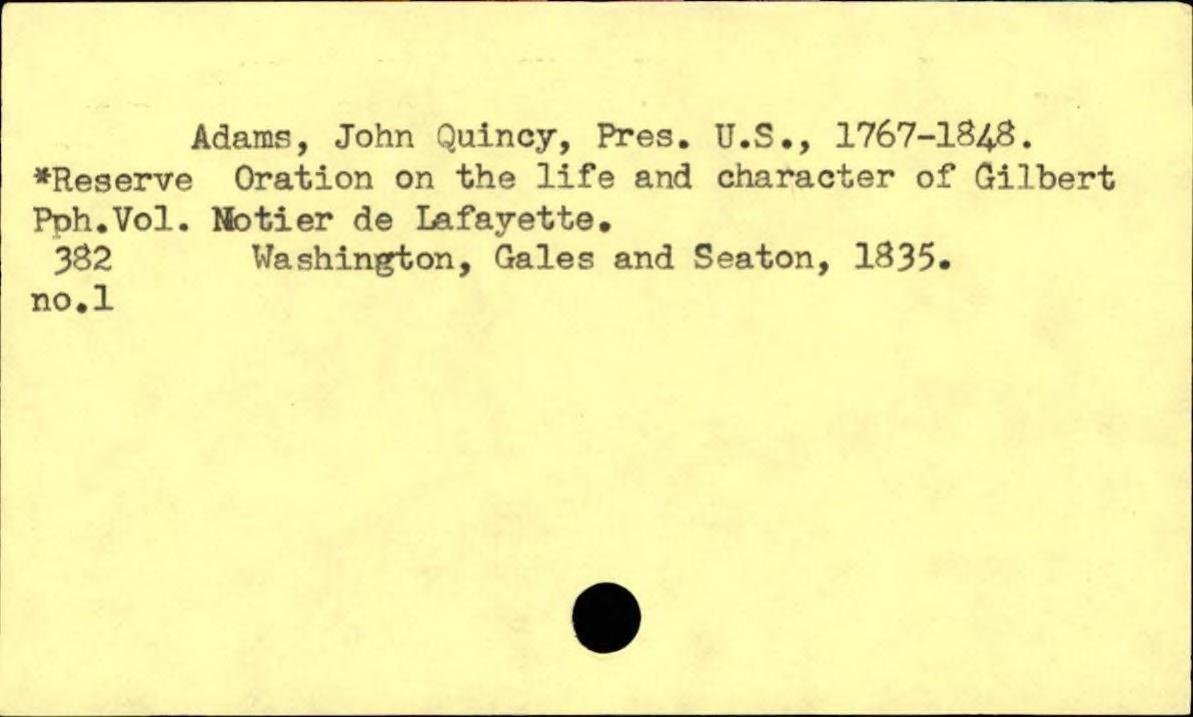 Adams, John Quincy, Pres. U.S., 1767-1848.
*Reserve Oration on the life and character of Gilbert
Pph.Vol. Motier de Lafayette.
382 Washington, Gales and Seaton, 1835.
no.1